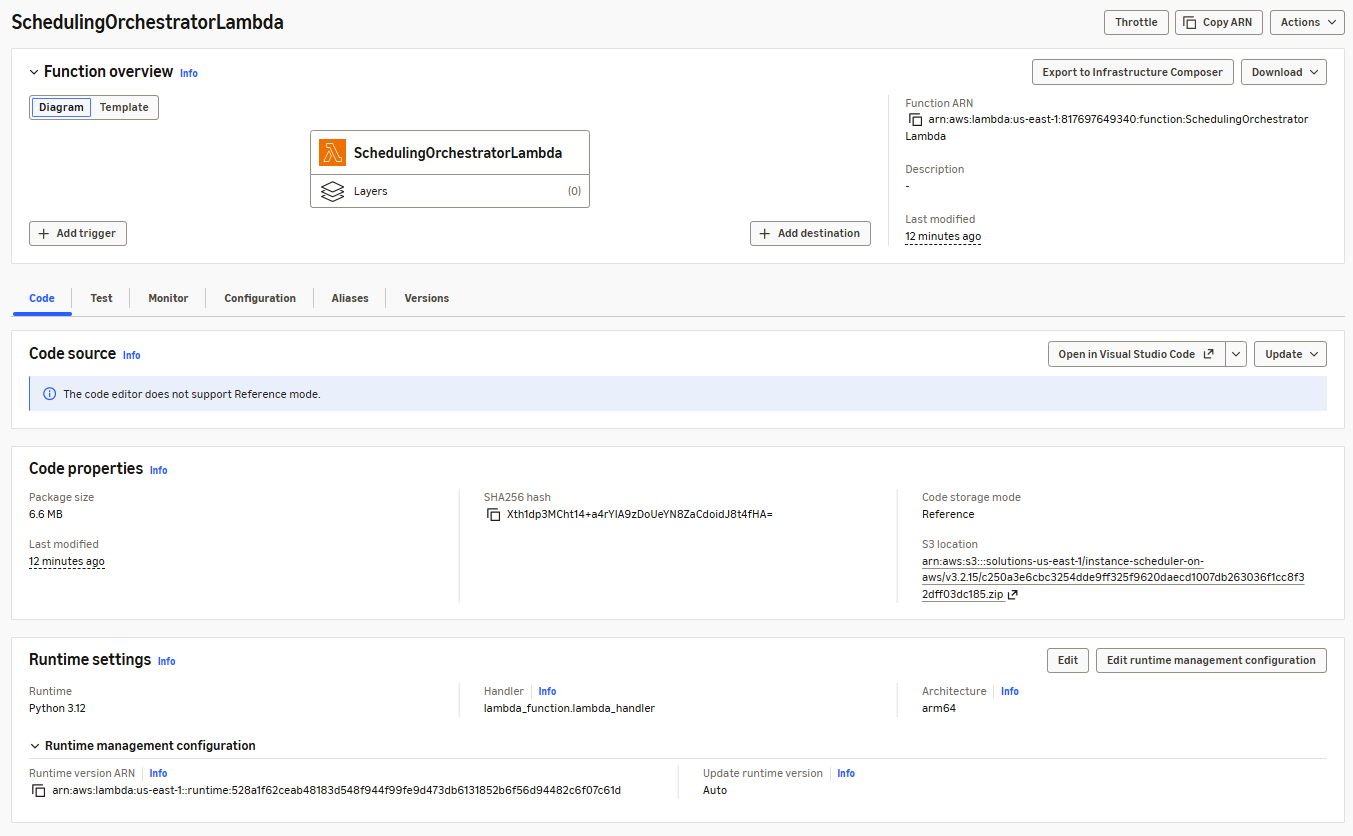 SchedulingOrchestratorLambda
Throttle
Copy ARN
Actions
Function overview Info
Export to Infrastructure Composer
Download
Diagram
Template
SchedulingOrchestratorLambda
Layers (0)
Add trigger
Add destination
Function ARN
arn:aws:lambda:us-east-1:817697649340:function:SchedulingOrchestrator
Lambda
Description
-
Last modified
12 minutes ago
Code
Test
Monitor
Configuration
Aliases
Versions
Code source Info
Open in Visual Studio Code
Update
The code editor does not support Reference mode.
Code properties Info
Package size
6.6 MB
Last modified
12 minutes ago
SHA256 hash
Xth1dp3MCht14+a4rYlA9zDoUeYN8ZaCdoidJ8t4fHA=
Code storage mode
Reference
S3 location
arn:aws:s3:::solutions-us-east-1/instance-scheduler-on-
aws/v3.2.15/c250a3e6cbc3254dde9ff325f9620daecd1007db263036f1cc8f3
2dff03dc185.zip
Runtime settings Info
Edit
Edit runtime management configuration
Runtime
Python 3.12
Handler Info
lambda_function.lambda_handler
Architecture Info
arm64
Runtime management configuration
Runtime version ARN Info
arn:aws:lambda:us-east-1::runtime:528a1f62ceab48183d548f944f99fe9d473db6131852b6f56d94482c6f07c61d
Update runtime version Info
Auto